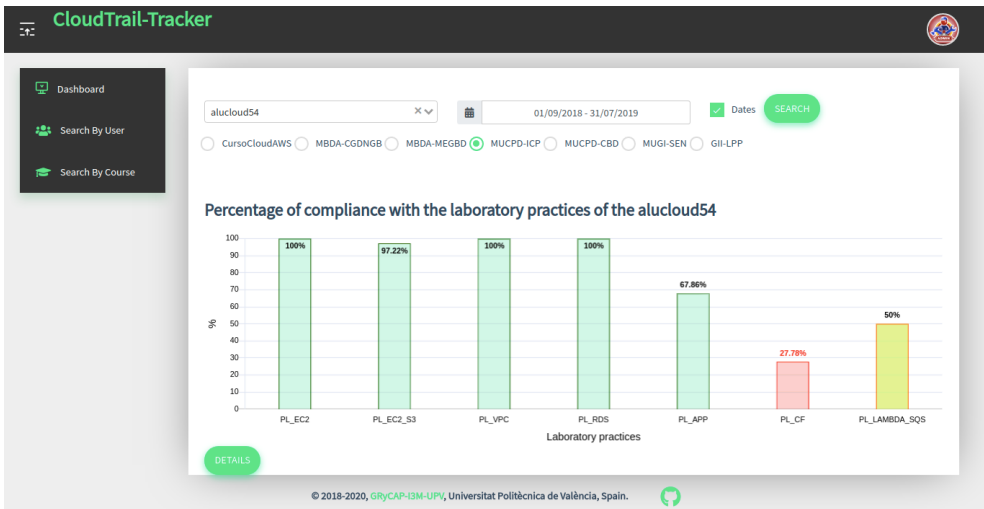 CloudTrail-Tracker
Dashboard
Search By User
Search By Course
alucloud54
01/09/2018 - 31/07/2019
Dates
SEARCH
CursoCloudAWS MBDA-CGDNGB MBDA-MEGBD MUCPD-ICP MUCPD-CBD MUGI-SEN GII-LPP
Percentage of compliance with the laboratory practices of the alucloud54
100
90
80
70
60
50
40
30
20
10
0
%
100%
97.22%
100%
100%
67.86%
27.78%
50%
PL_EC2 PL_EC2_S3 PL_VPC PL_RDS PL_APP PL_CF PL_LAMBDA_SQS
Laboratory practices
DETAILS
© 2018-2020, GRyCAP-I3M-UPV, Universitat Politècnica de València, Spain.